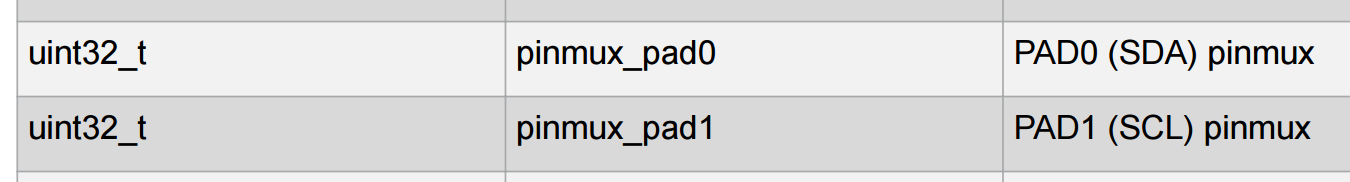 uint32_t pinmux_pad0 PAD0 (SDA) pinmux
uint32_t pinmux_pad1 PAD1 (SCL) pinmux